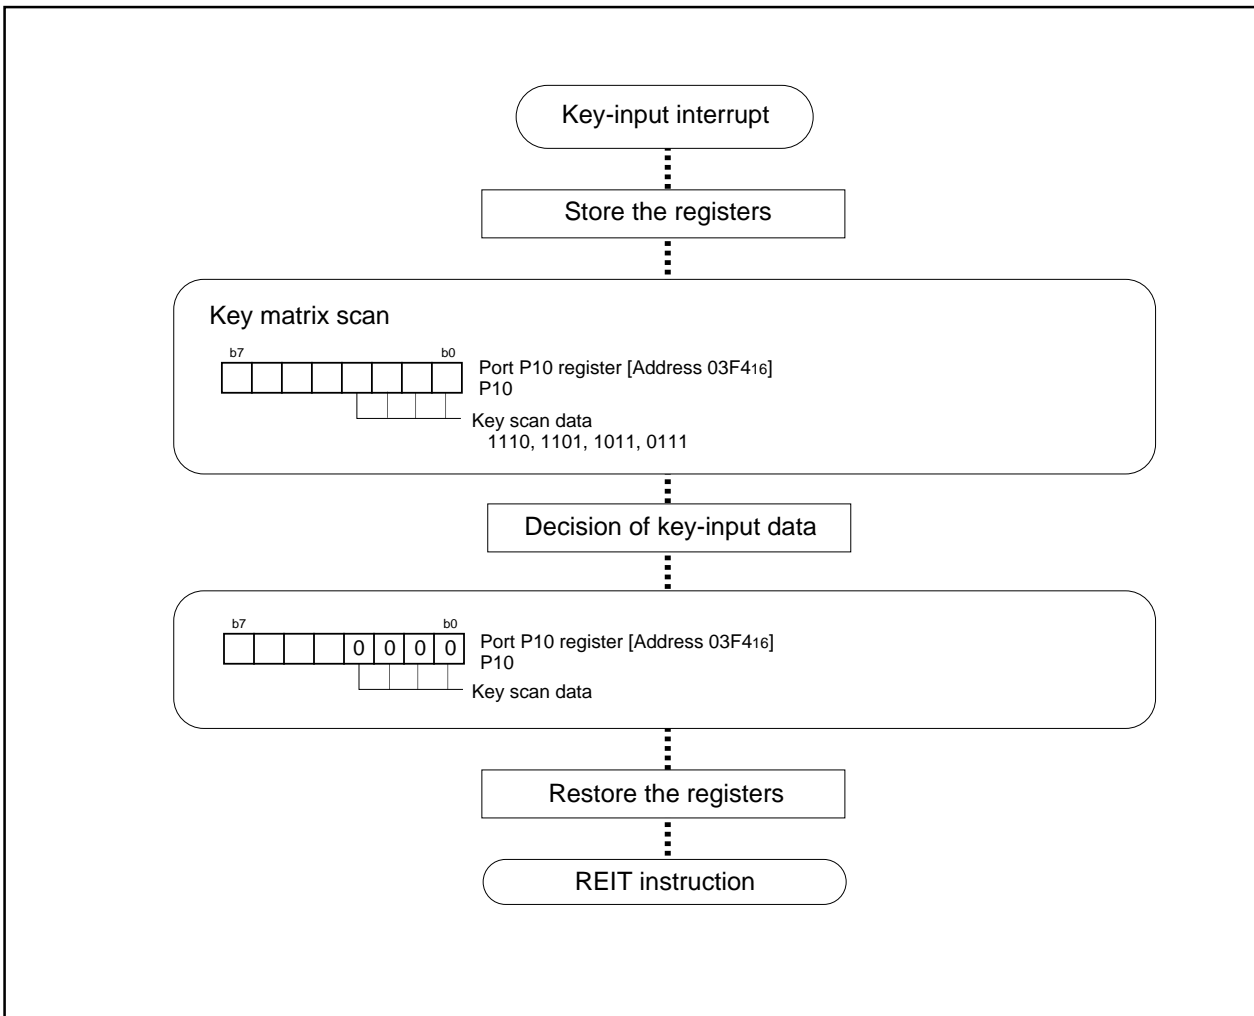 Key-input interrupt
Store the registers
Key matrix scan
b7 b0
Port P10 register [Address 03F416]
P10
Key scan data
1110, 1101, 1011, 0111
Decision of key-input data
b7 b0
0 0 0 0 Port P10 register [Address 03F416]
P10
Key scan data
Restore the registers
REIT instruction